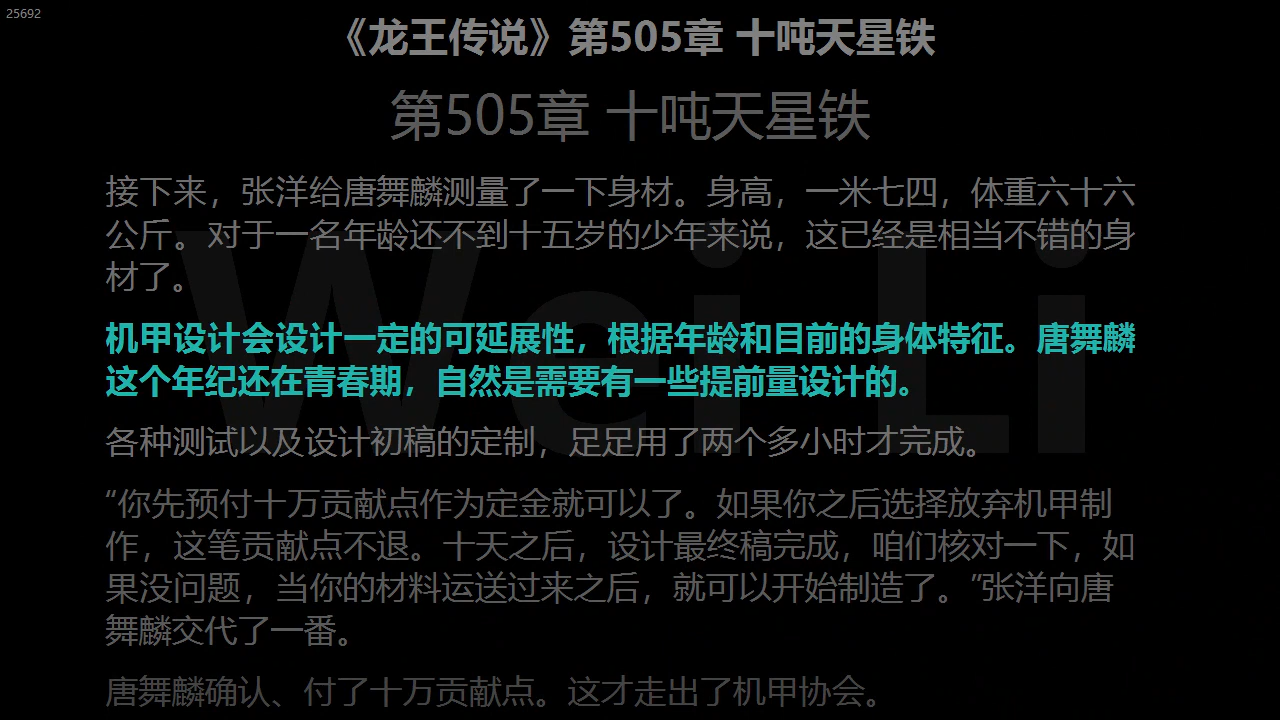 25692
《龙王传说》第505章 十吨天星铁
第505章 十吨天星铁
接下来，张洋给唐舞麟测量了一下身材。身高，一米七四，体重六十六
公斤。对于一名年龄还不到十五岁的少年来说，这已经是相当不错的身
材了。
机甲设计会设计一定的可延展性，根据年龄和目前的身体特征。唐舞麟
这个年纪还在青春期，自然是需要有一些提前量设计的。
各种测试以及设计初稿的定制，足足用了两个多小时才完成。
“你先预付十万贡献点作为定金就可以了。如果你之后选择放弃机甲制
作，这笔贡献点不退。十天之后，设计最终稿完成，咱们核对一下，如
果没问题，当你的材料运送过来之后，就可以开始制造了。”张洋向唐
舞麟交代了一番。
唐舞麟确认、付了十万贡献点。这才走出了机甲协会。
Wei Li